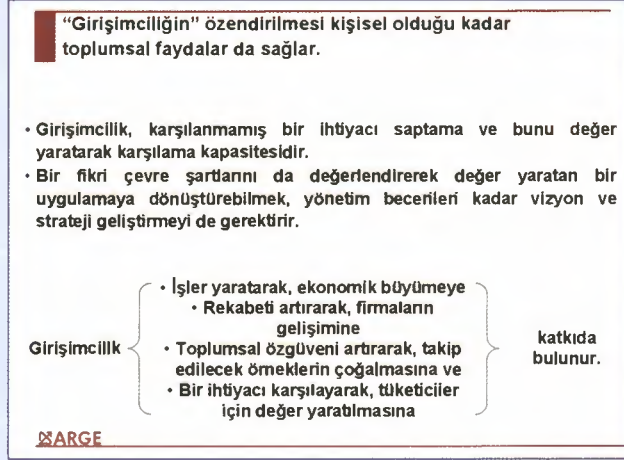 “Girişimciliğin” özendirilmesi kişisel olduğu kadar
toplumsal faydalar da sağlar.
• Girişimcilik, karşılanmamış bir ihtiyacı saptama ve bunu değer
yaratarak karşılama kapasitesidir.
• Bir fikri çevre şartlarını da değerlendirerek değer yaratan bir
uygulamaya dönüştürebilmek, yönetim becerileri kadar vizyon ve
strateji geliştirmeyi de gerektirir.
Girişimcilik
• İşler yaratarak, ekonomik büyümeye
• Rekabeti artırarak, firmaların
gelişimine
• Toplumsal özgüveni artırarak, takip
edilecek örneklerin çoğalmasına ve
• Bir ihtiyacı karşılayarak, tüketiciler
için değer yaratılmasına
katkıda
bulunur.
ARGE